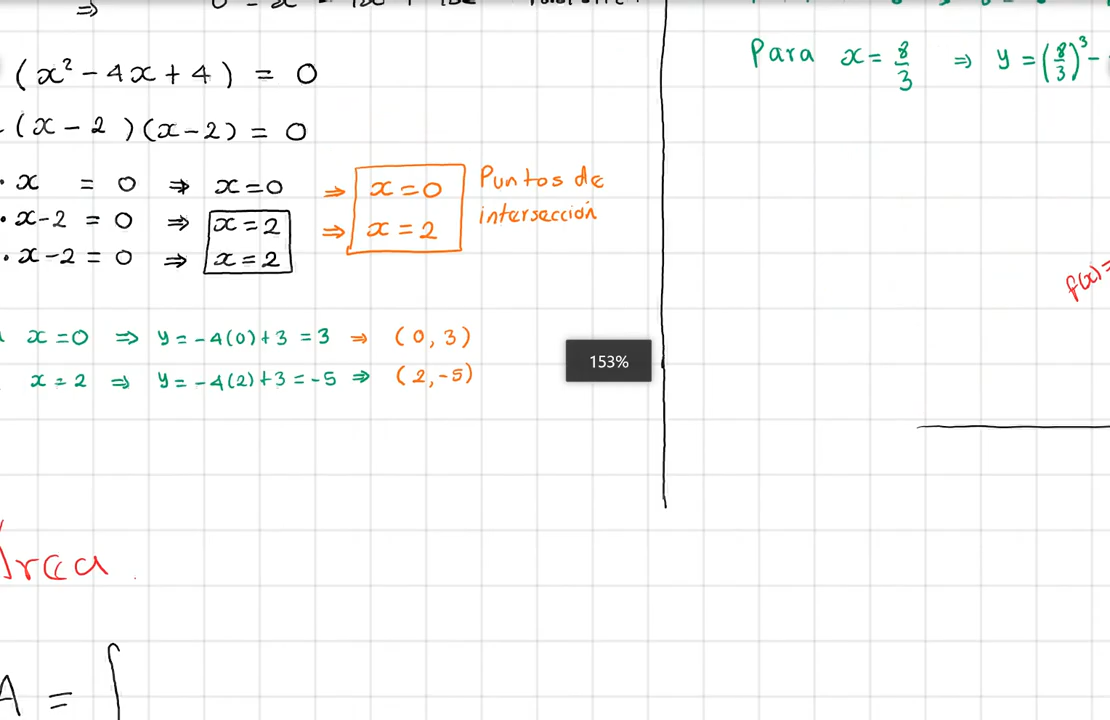 (x² - 4x + 4) = 0
(x - 2)(x - 2) = 0
• x = 0 ⇒ x = 0 ⇒ x = 0
• x - 2 = 0 ⇒ x = 2 ⇒ x = 2
• x - 2 = 0 ⇒ x = 2
Puntos de
intersección
x = 0 ⇒ y = -4(0) + 3 = 3 ⇒ (0, 3)
x = 2 ⇒ y = -4(2) + 3 = -5 ⇒ (2, -5)
153%
Área
A = ∫
Para x = 8/3 ⇒ y = (8/3)³ -
f(x) =